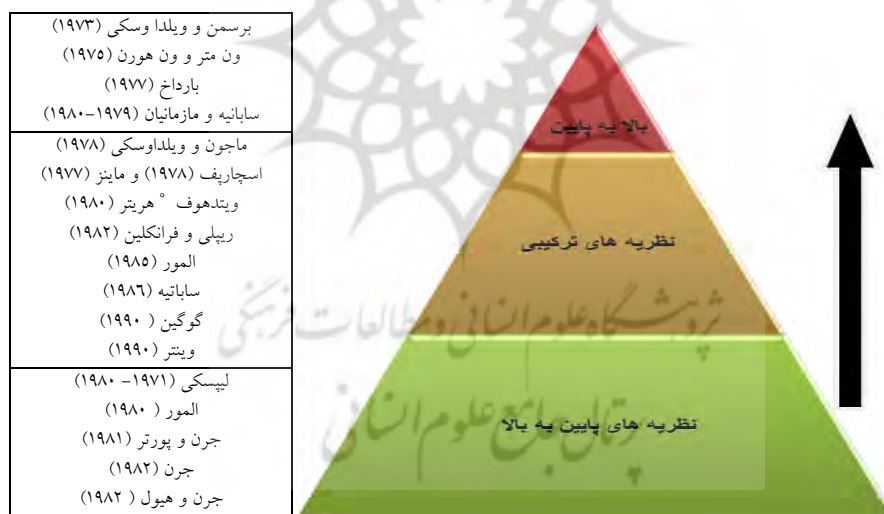 برسمن و ویلدا وسکی (۱۹۷۳)
ون متر و ون هورن (۱۹۷۵)
بارداخ (۱۹۷۷)
سابانیه و مازمانیان (۱۹۷۹-۱۹۸۰)
ماجون و ویلداوسکی (۱۹۷۸)
اسچارپف (۱۹۷۸) و ماینز (۱۹۷۷)
ویتدهوف ° هریتر (۱۹۸۰)
ریپلی و فرانکلین (۱۹۸۲)
المور (۱۹۸۵)
ساباتیه (۱۹۸۶)
گوگین ( ۱۹۹۰)
وینتر (۱۹۹۰)
لیپسکی (۱۹۷۱- ۱۹۸۰)
المور ( ۱۹۸۰)
جرن و پورتر (۱۹۸۱)
جرن (۱۹۸۲)
جرن و هیول ( ۱۹۸۲)
بالا به پایین
نظریه های ترکیبی
نظریه های پایین به بالا
پژوهشگاه علوم انسانی و مطالعات فرهنگی
پرتال جامع علوم انسانی